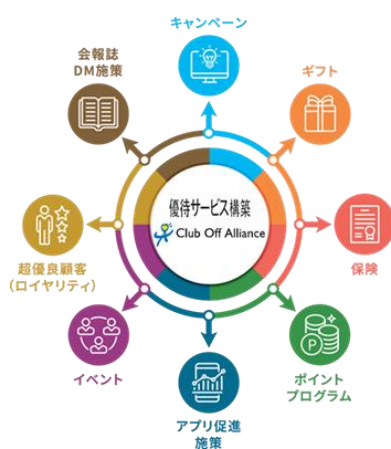 キャンペーン
会報誌
DM施策
ギフト
優待サービス構築
Club Off Alliance
超優良顧客
(ロイヤリティ)
保険
P
イベント
ポイント
プログラム
アプリ促進
施策